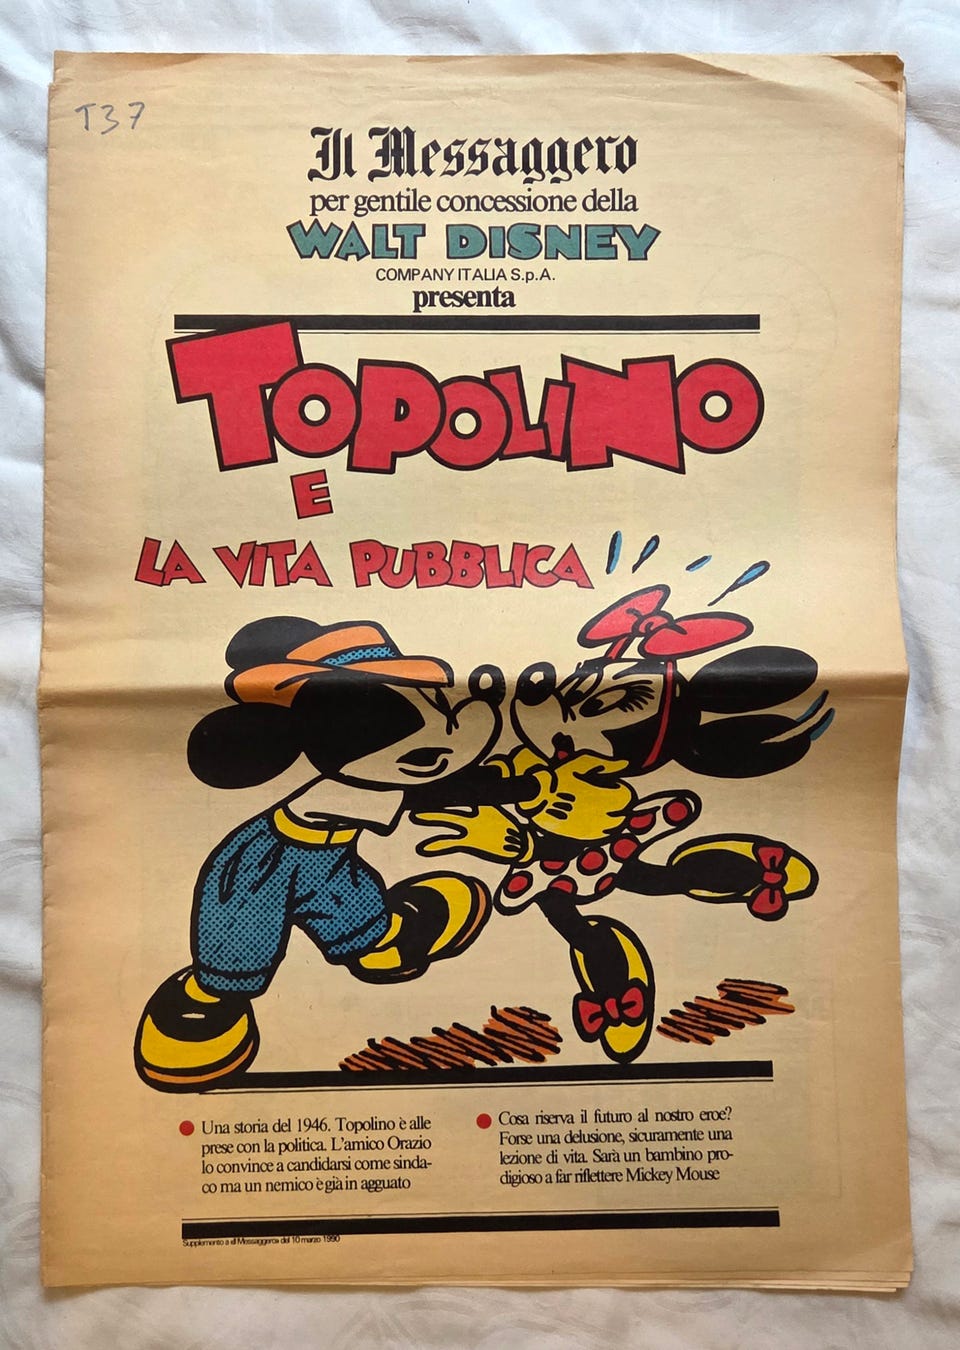 T37
Il Messaggero
per gentile concessione della
WALT DISNEY
COMPANY ITALIA S.p.A.
presenta
TOPOLINO
E
LA VITA PUBBLICA
Una storia del 1946. Topolino è alle
prese con la politica. L'amico Orazio
lo convince a candidarsi come sinda-
co ma un nemico è già in agguato
Cosa riserva il futuro al nostro eroe?
Forse una delusione, sicuramente una
lezione di vita. Sarà un bambino pro-
digioso a far riflettere Mickey Mouse
Supplemento a «Il Messaggero» del 10 marzo 1990